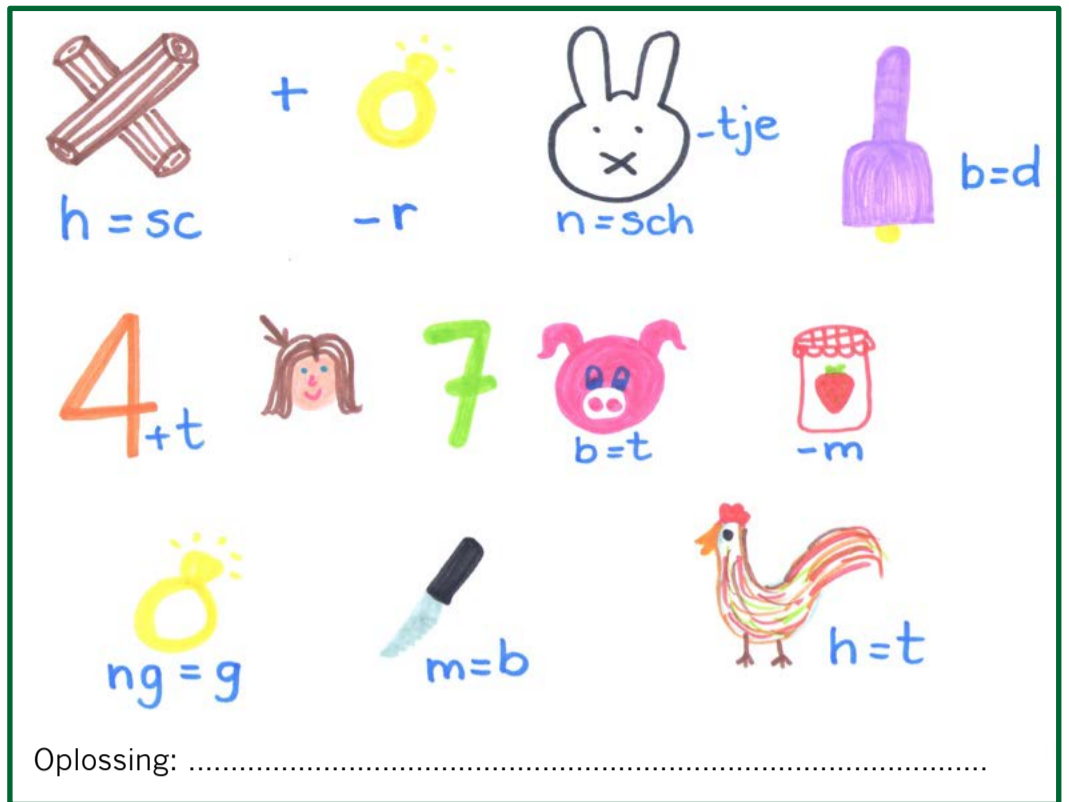 +
-tje
b=d
h = sc
-r
n = sch
4 +t
7
b = t
-m
ng = g
m=b
h=t
Oplossing: ................................................................................................